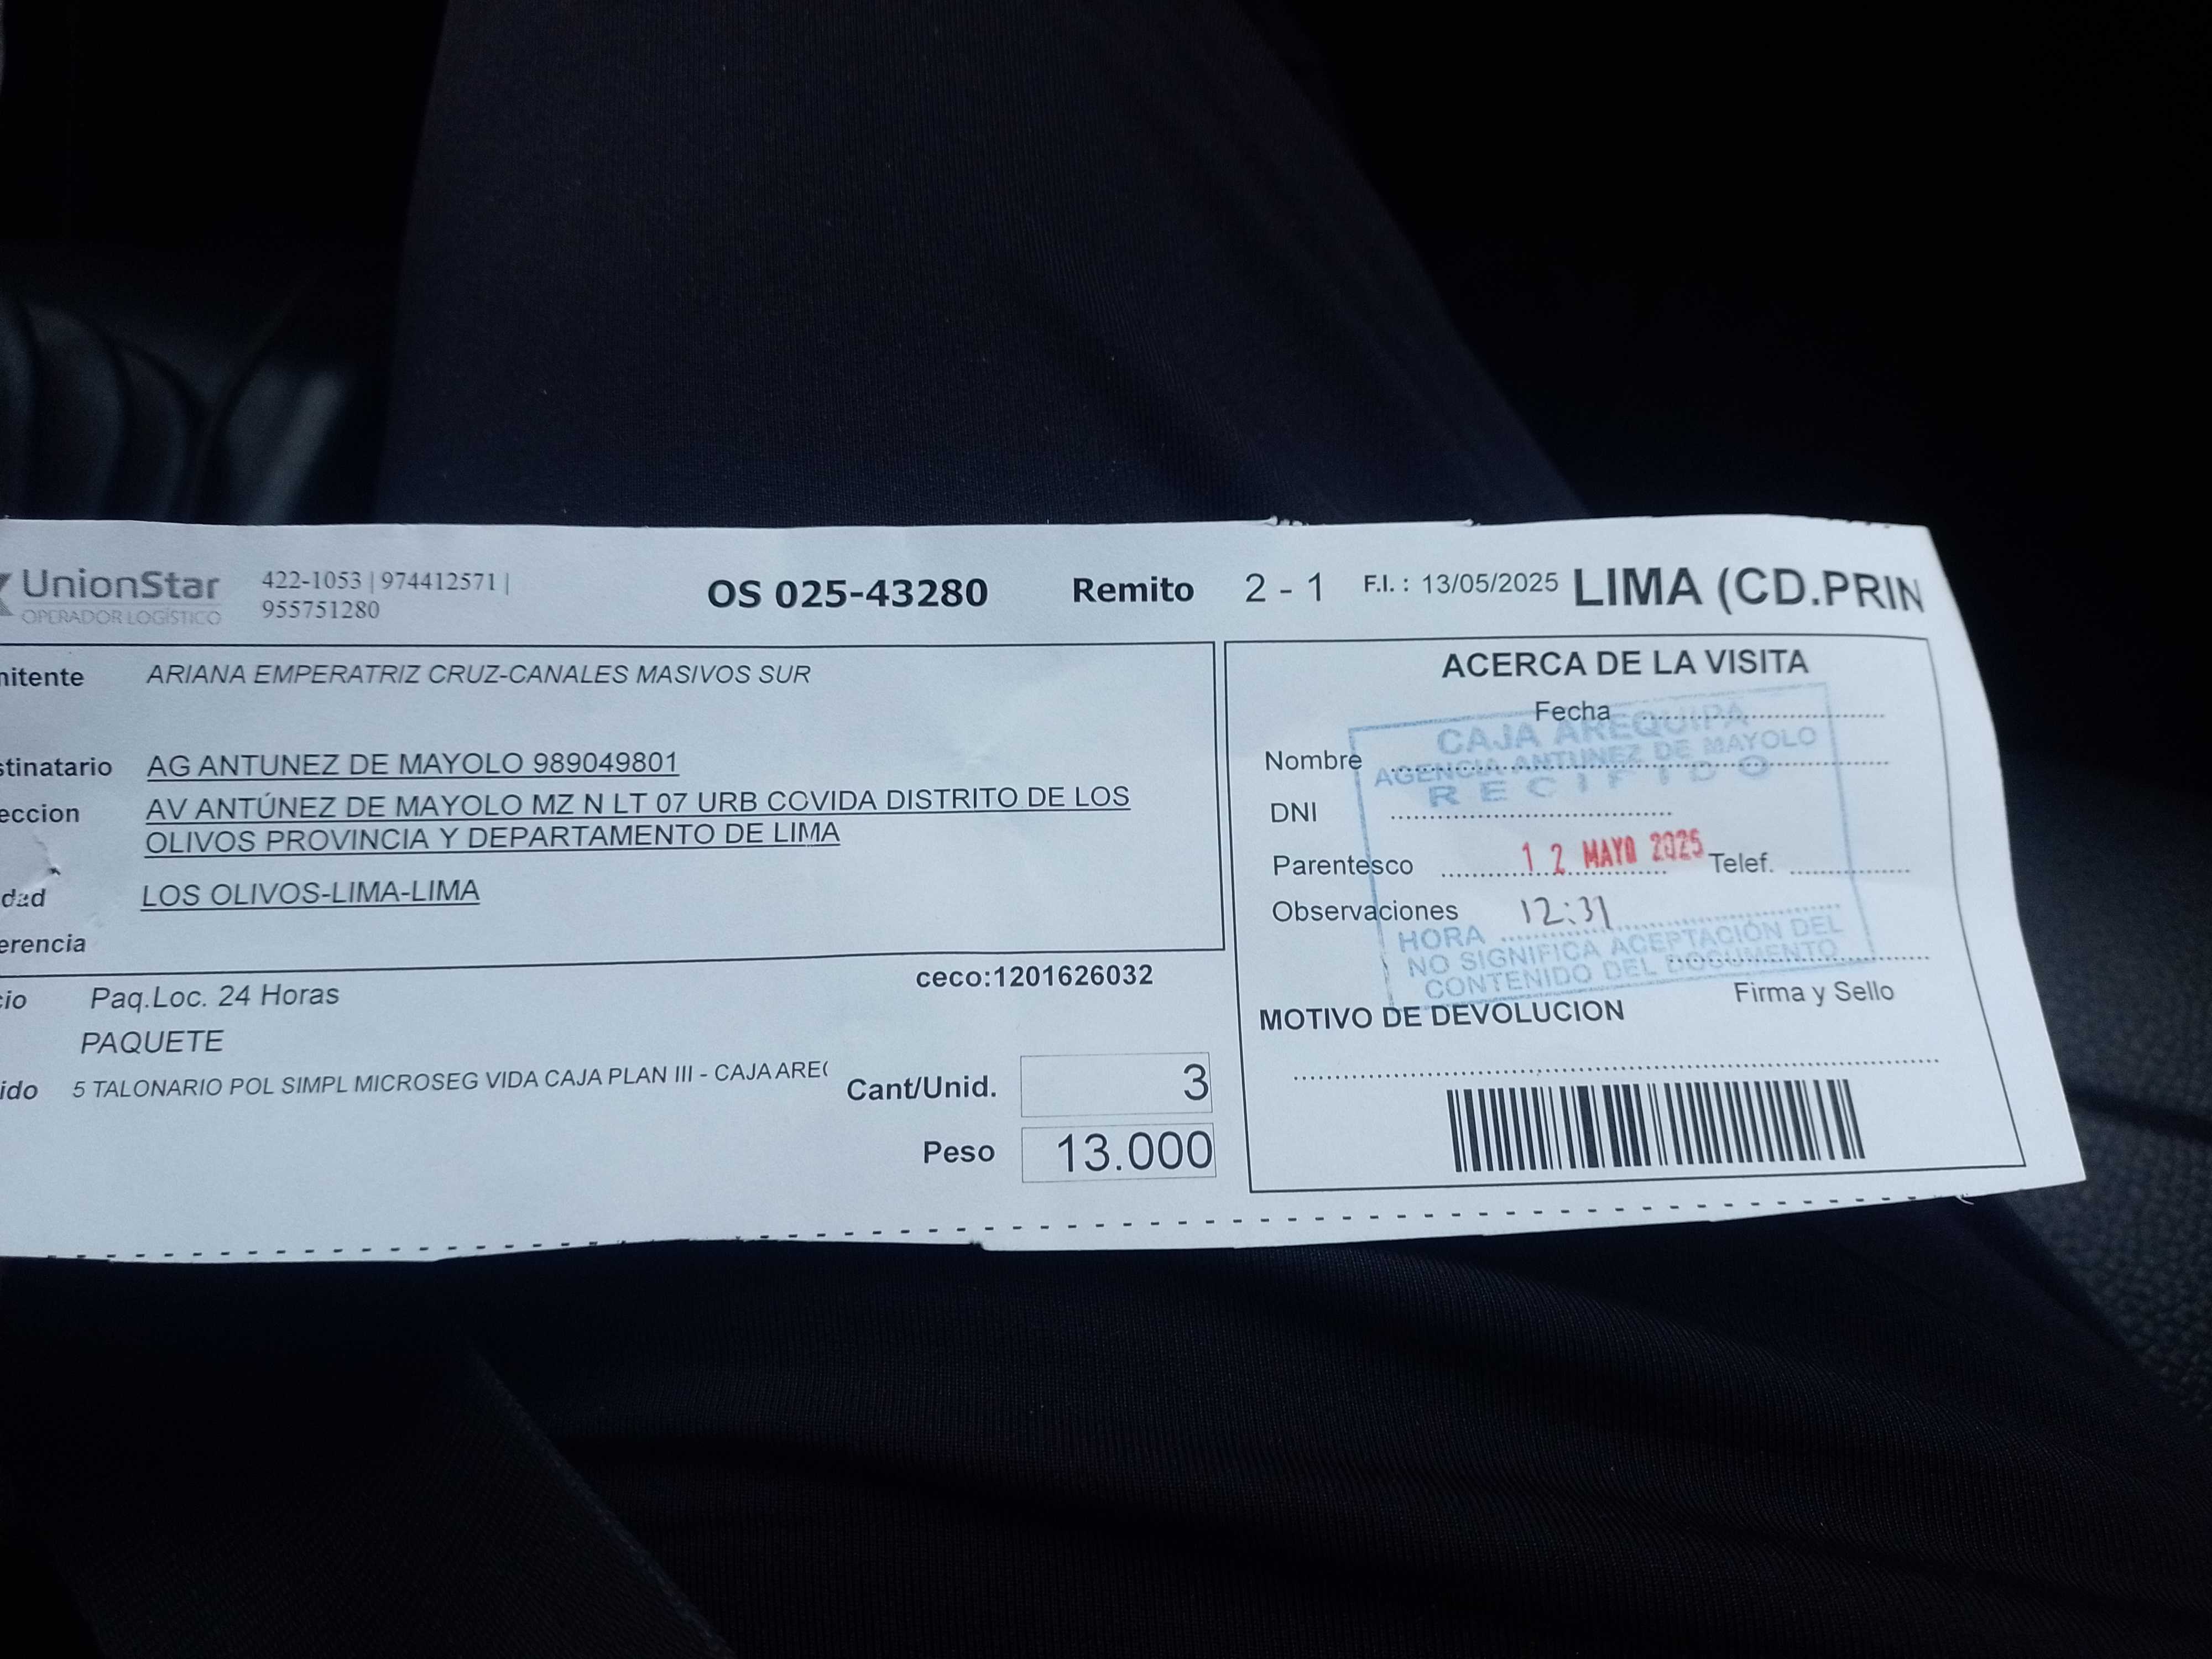 UnionStar
OPERADOR LOGÍSTICO
422-1053 | 974412571 |
955751280
OS 025-43280
Remito 2 - 1
F.I. : 13/05/2025
LIMA (CD.PRIN
mitente ARIANA EMPERATRIZ CRUZ-CANALES MASIVOS SUR
stinatario AG ANTUNEZ DE MAYOLO 989049801
eccion AV ANTÚNEZ DE MAYOLO MZ N LT 07 URB COVIDA DISTRITO DE LOS
OLIVOS PROVINCIA Y DEPARTAMENTO DE LIMA
dad LOS OLIVOS-LIMA-LIMA
erencia
ceco:1201626032
cio Paq.Loc. 24 Horas
PAQUETE
ido 5 TALONARIO POL SIMPL MICROSEG VIDA CAJA PLAN III - CAJA AREC
Cant/Unid. 3
Peso 13.000
ACERCA DE LA VISITA
Fecha
Nombre
DNI
Parentesco
Telef.
Observaciones
CAJA AREQUIPA
AGENCIA ANTUNEZ DE MAYOLO
RECIFIDO
12 MAYO 2025
12:31
HORA
NO SIGNIFICA ACEPTACIÓN DEL
CONTENIDO DEL DOCUMENTO
Firma y Sello
MOTIVO DE DEVOLUCION